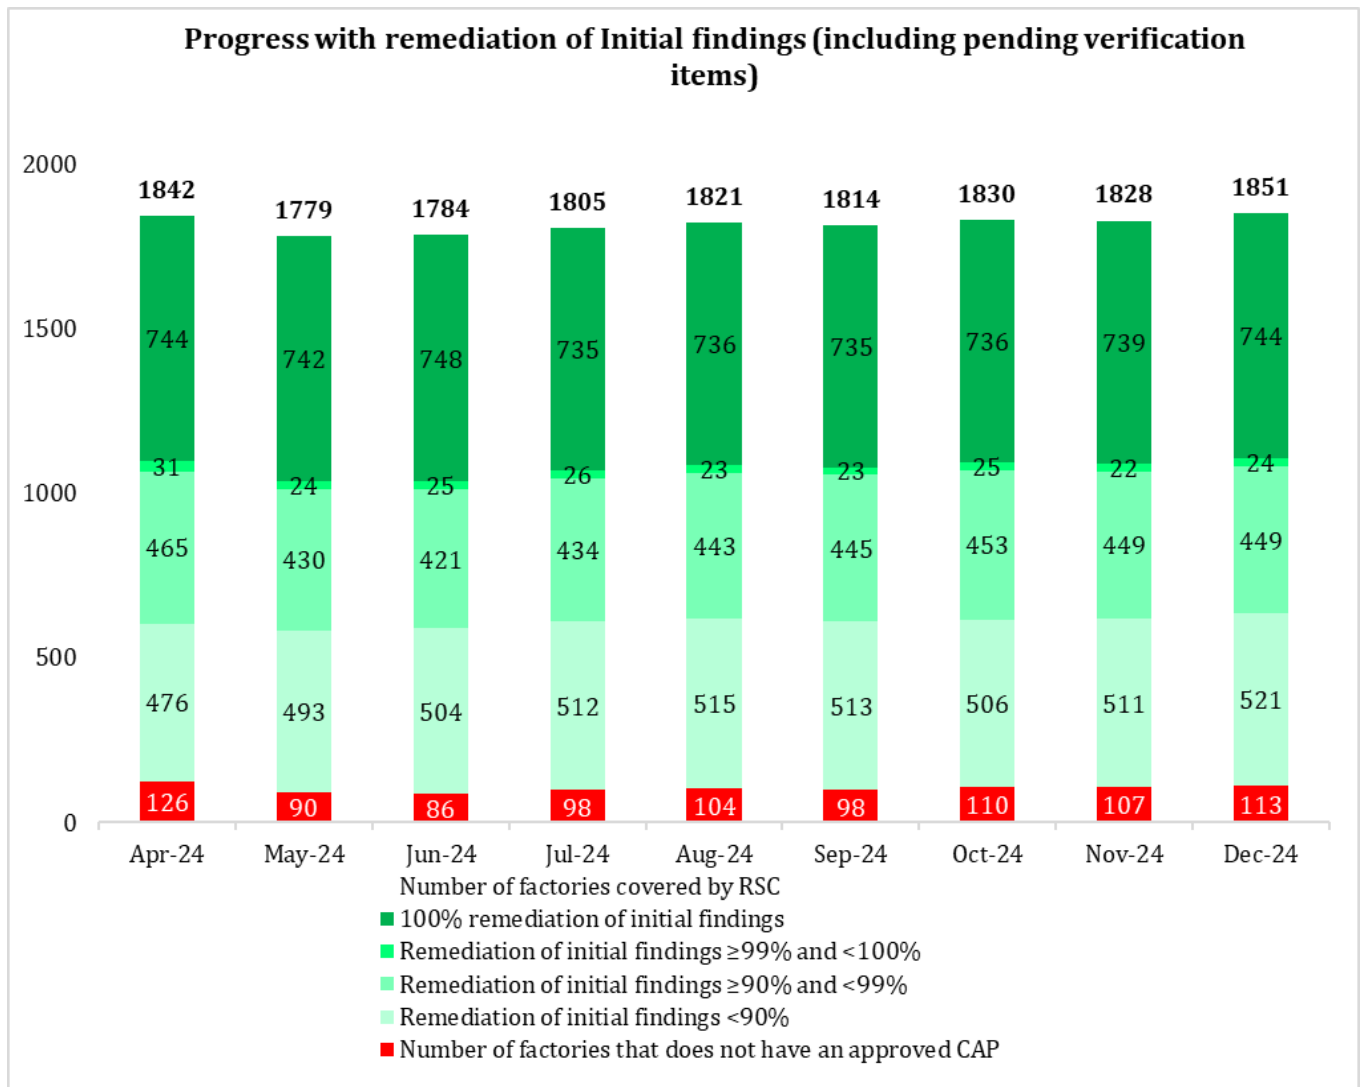 Progress with remediation of Initial findings (including pending verification
items)
2000
1842 1779 1784 1805 1821 1814 1830 1828 1851
1500
744 742 748 735 736 735 736 739 744
31 24 25 26 23 23 25 22 24
1000
465 430 421 434 443 445 453 449 449
500
476 493 504 512 515 513 506 511 521
126 90 86 98 104 98 110 107 113
0
Apr-24 May-24 Jun-24 Jul-24 Aug-24 Sep-24 Oct-24 Nov-24 Dec-24
Number of factories covered by RSC
100% remediation of initial findings
Remediation of initial findings ≥99% and <100%
Remediation of initial findings ≥90% and <99%
Remediation of initial findings <90%
Number of factories that does not have an approved CAP